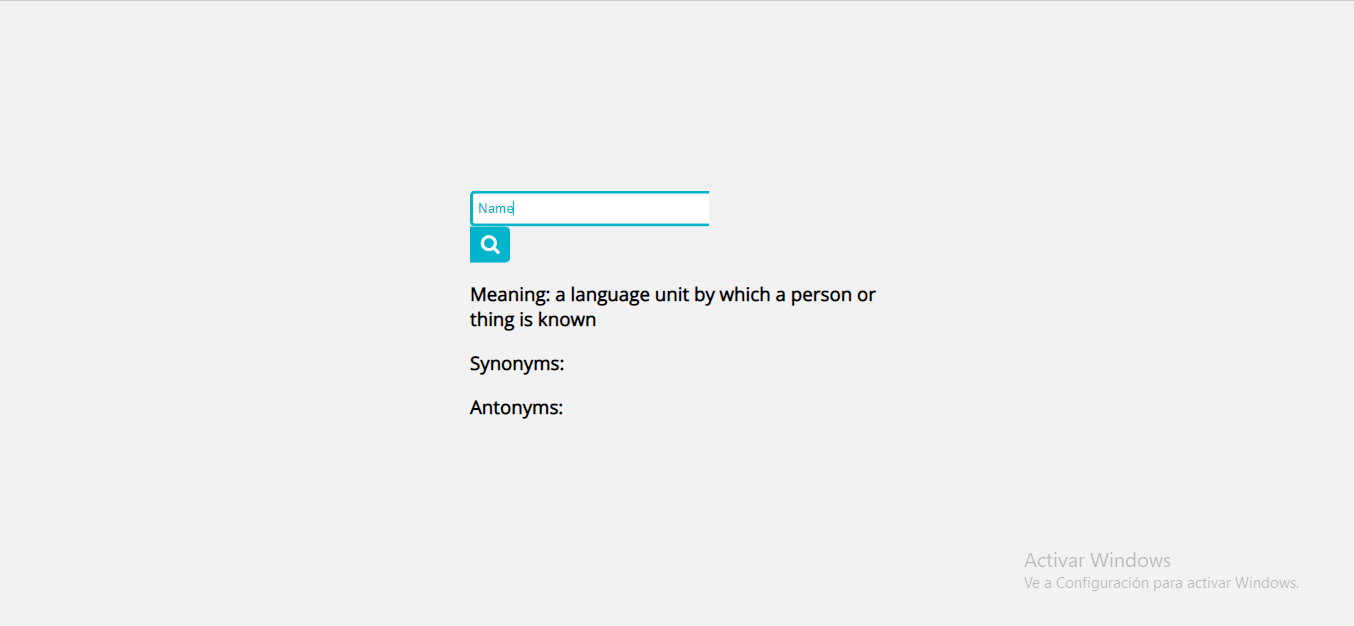 Name
Meaning: a language unit by which a person or
thing is known
Synonyms:
Antonyms:
Activar Windows
Ve a Configuración para activar Windows.